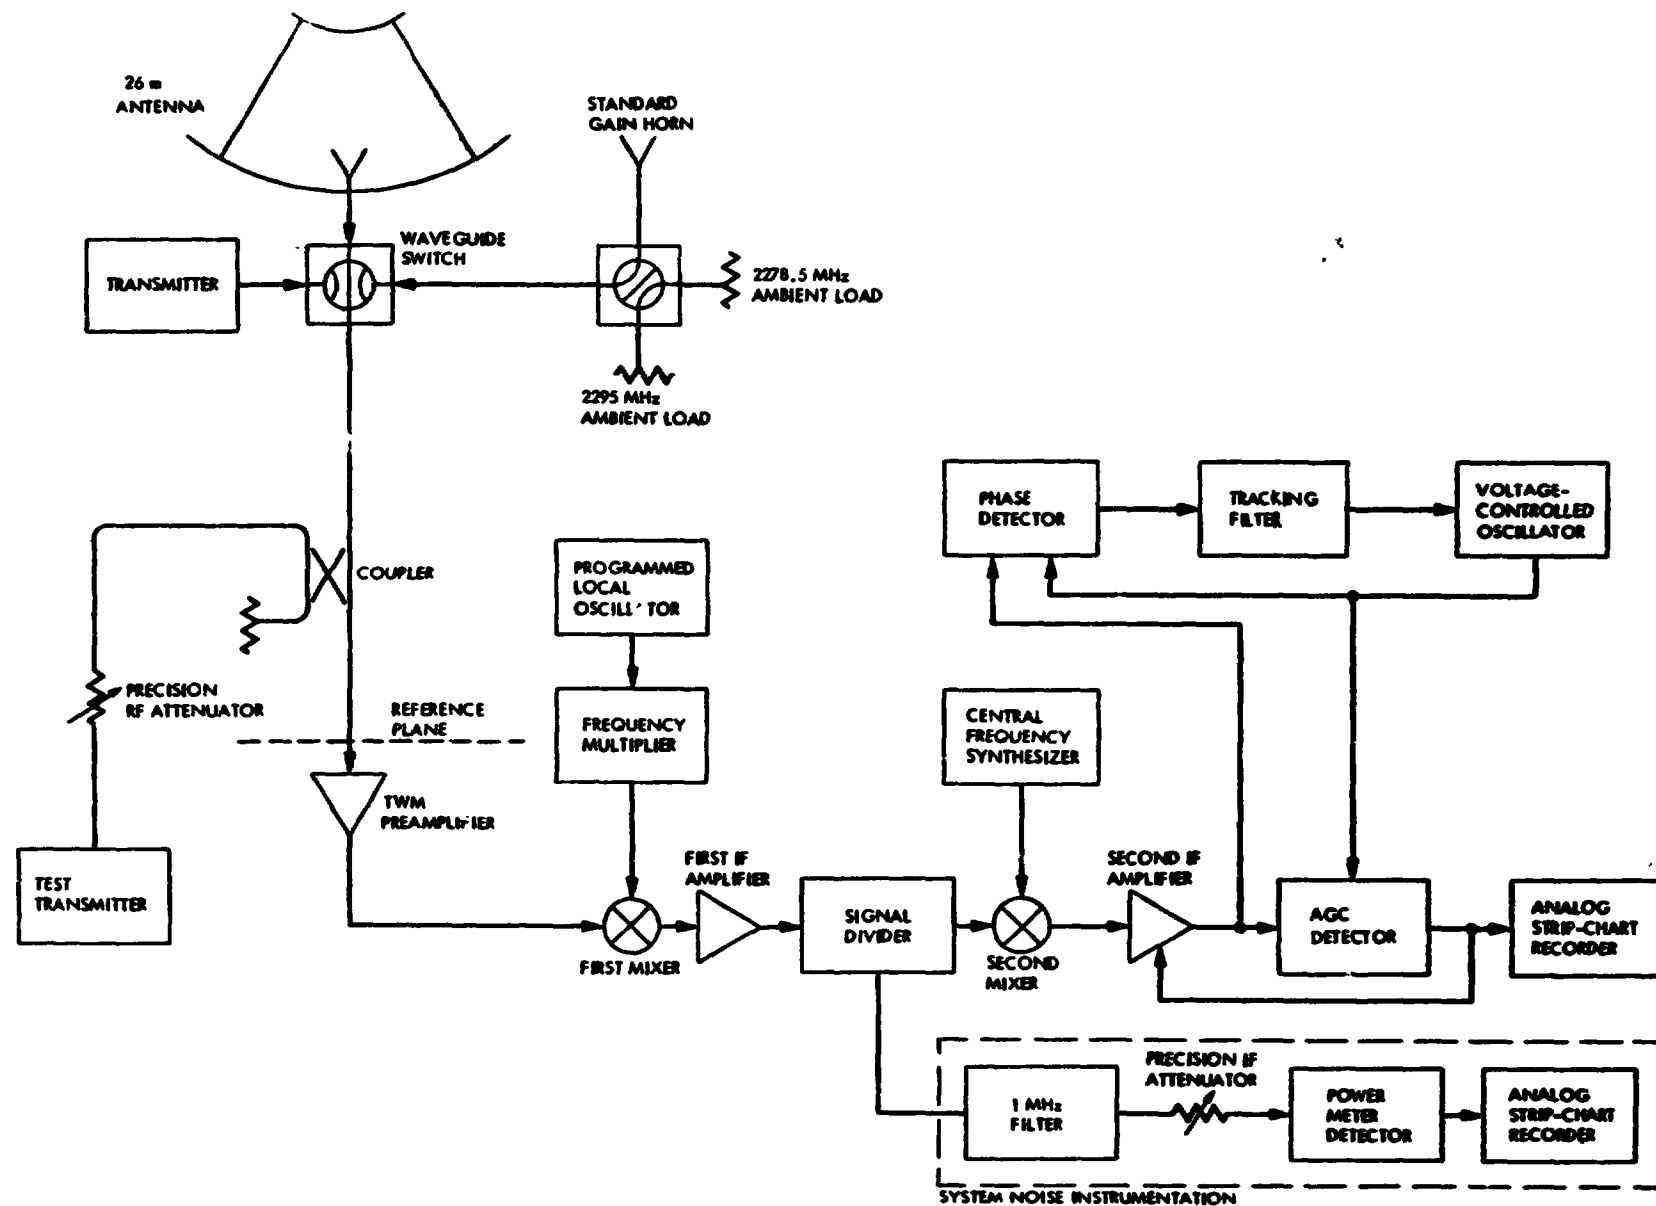 26 m
ANTENNA
STANDARD
GAIN HORN
WAVEGUIDE
SWITCH
TRANSMITTER
2278.5 MHz
AMBIENT LOAD
2295 MHz
AMBIENT LOAD
PHASE
DETECTOR
TRACKING
FILTER
VOLTAGE-
CONTROLLED
OSCILLATOR
COUPLER
PROGRAMMED
LOCAL
OSCILL TOR
PRECISION
RF ATTENUATOR
REFERENCE
PLANE
FREQUENCY
MULTIPLIER
CENTRAL
FREQUENCY
SYNTHESIZER
TWM
PREAMPLIFIER
TEST
TRANSMITTER
FIRST IF
AMPLIFIER
SECOND IF
AMPLIFIER
SIGNAL
DIVIDER
AGC
DETECTOR
ANALOG
STRIP-CHART
RECORDER
FIRST MIXER
SECOND
MIXER
PRECISION IF
ATTENUATOR
1 MHz
FILTER
POWER
METER
DETECTOR
ANALOG
STRIP-CHART
RECORDER
SYSTEM NOISE INSTRUMENTATION